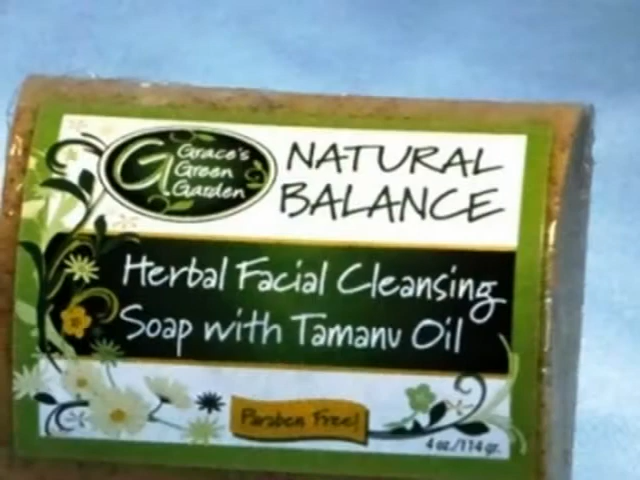 G Grace's
Green
Garden
NATURAL
BALANCE
Herbal Facial Cleansing
Soap with Tamanu Oil
Paraben Free!
4 oz./114 gr.